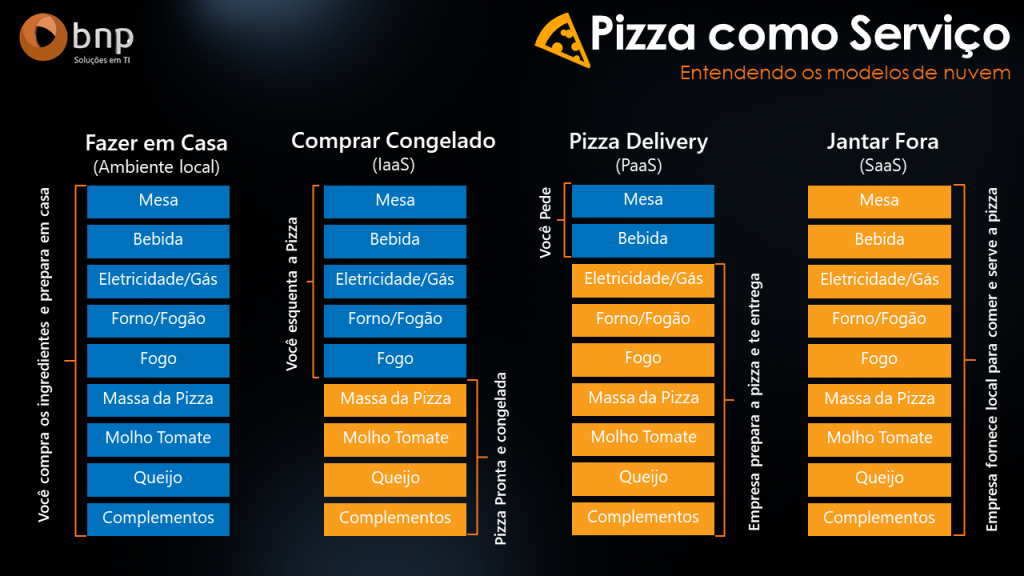 bnp
Soluções em TI
Pizza como Serviço
Entendendo os modelos de nuvem
Fazer em Casa
(Ambiente local)
Você compra os ingredientes e prepara em casa
Mesa
Bebida
Eletricidade/Gás
Forno/Fogão
Fogo
Massa da Pizza
Molho Tomate
Queijo
Complementos
Comprar Congelado
(IaaS)
Você esquenta a Pizza
Mesa
Bebida
Eletricidade/Gás
Forno/Fogão
Fogo
Massa da Pizza
Molho Tomate
Queijo
Complementos
Pizza Pronta e congelada
Pizza Delivery
(PaaS)
Você Pede
Mesa
Bebida
Eletricidade/Gás
Forno/Fogão
Fogo
Massa da Pizza
Molho Tomate
Queijo
Complementos
Empresa prepara a pizza e te entrega
Jantar Fora
(SaaS)
Mesa
Bebida
Eletricidade/Gás
Forno/Fogão
Fogo
Massa da Pizza
Molho Tomate
Queijo
Complementos
Empresa fornece local para comer e serve a pizza